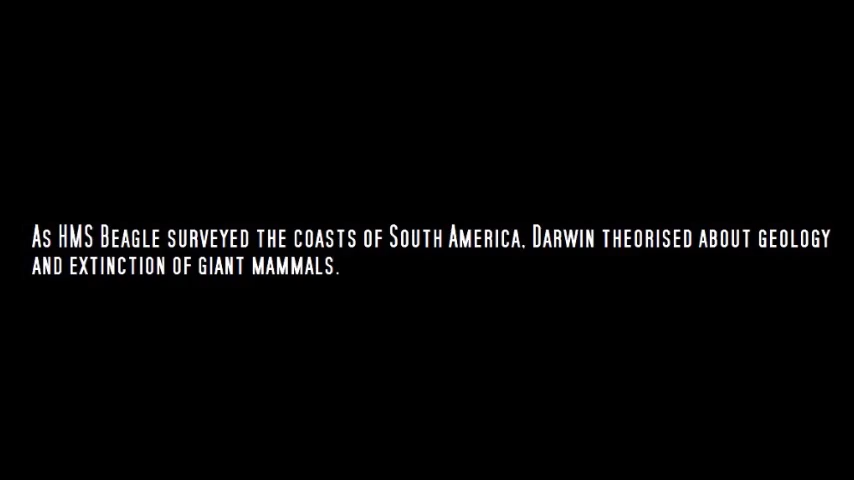 As HMS Beagle surveyed the coasts of South America, Darwin theorised about geology
and extinction of giant mammals.